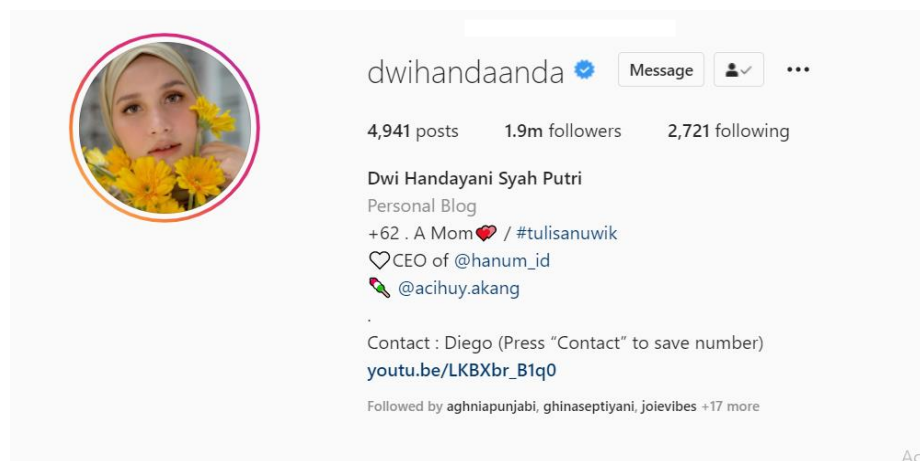 dwihandaanda Message
4,941 posts 1.9m followers 2,721 following
Dwi Handayani Syah Putri
Personal Blog
+62 . A Mom💕 / #tulisanuwik
♡CEO of @hanum_id
@acihuy.akang
.
Contact : Diego (Press “Contact” to save number)
youtu.be/LKBXbr_B1q0
Followed by aghniapunjabi, ghinaseptiyani, joievibes +17 more